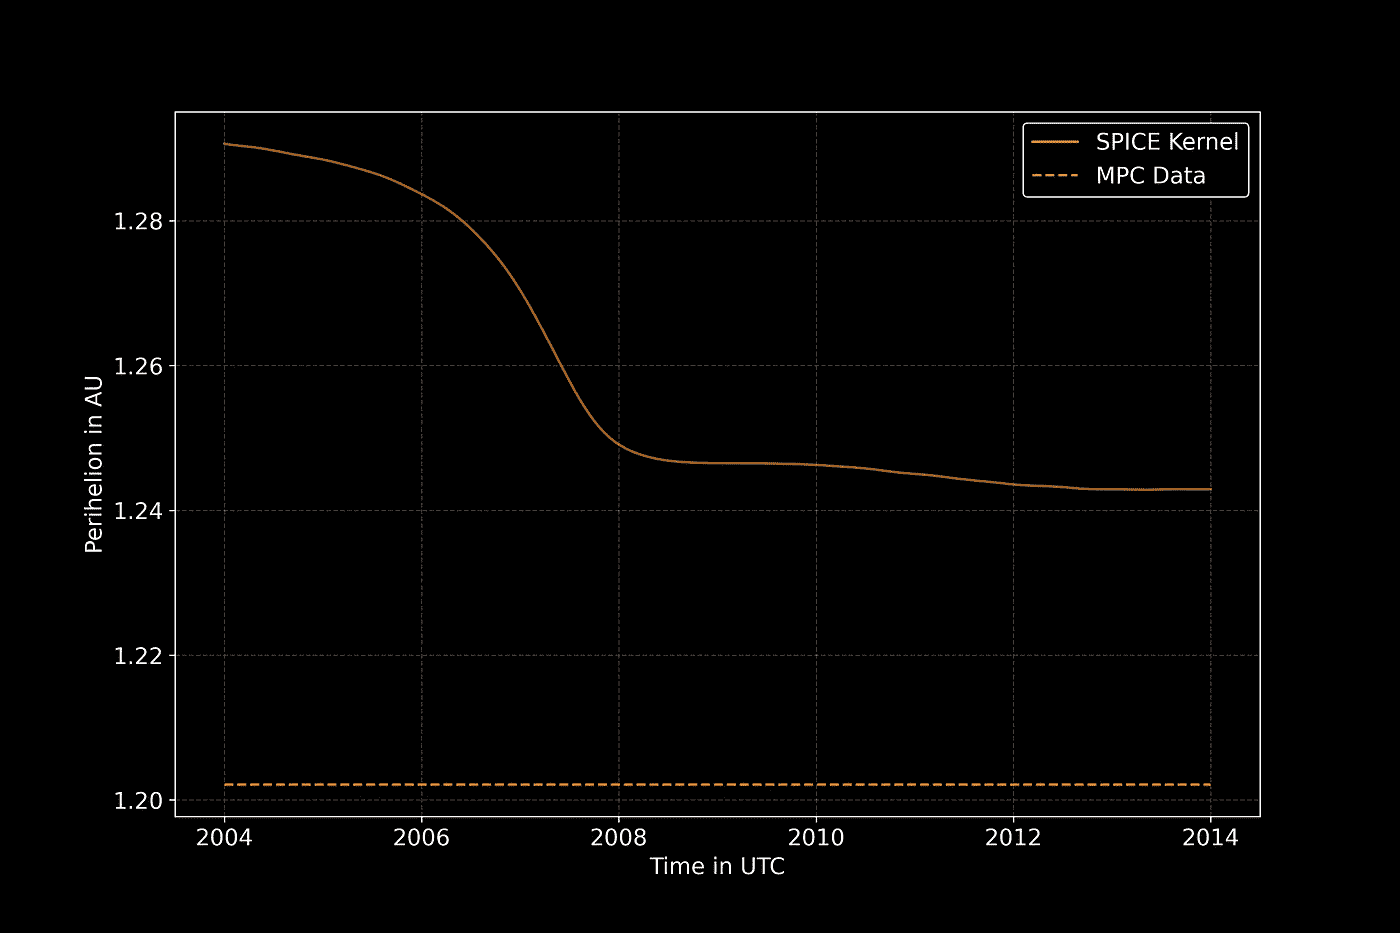 SPICE Kernel
MPC Data
1.28
1.26
1.24
1.22
1.20
Perihelion in AU
2004 2006 2008 2010 2012 2014
Time in UTC